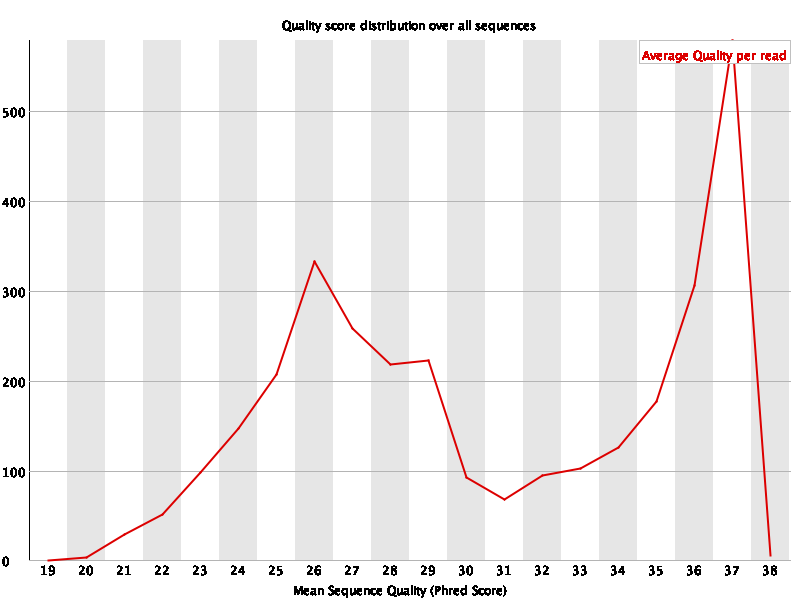 Quality score distribution over all sequences
Average Quality per read
500
400
300
200
100
0
19 20 21 22 23 24 25 26 27 28 29 30 31 32 33 34 35 36 37 38
Mean Sequence Quality (Phred Score)